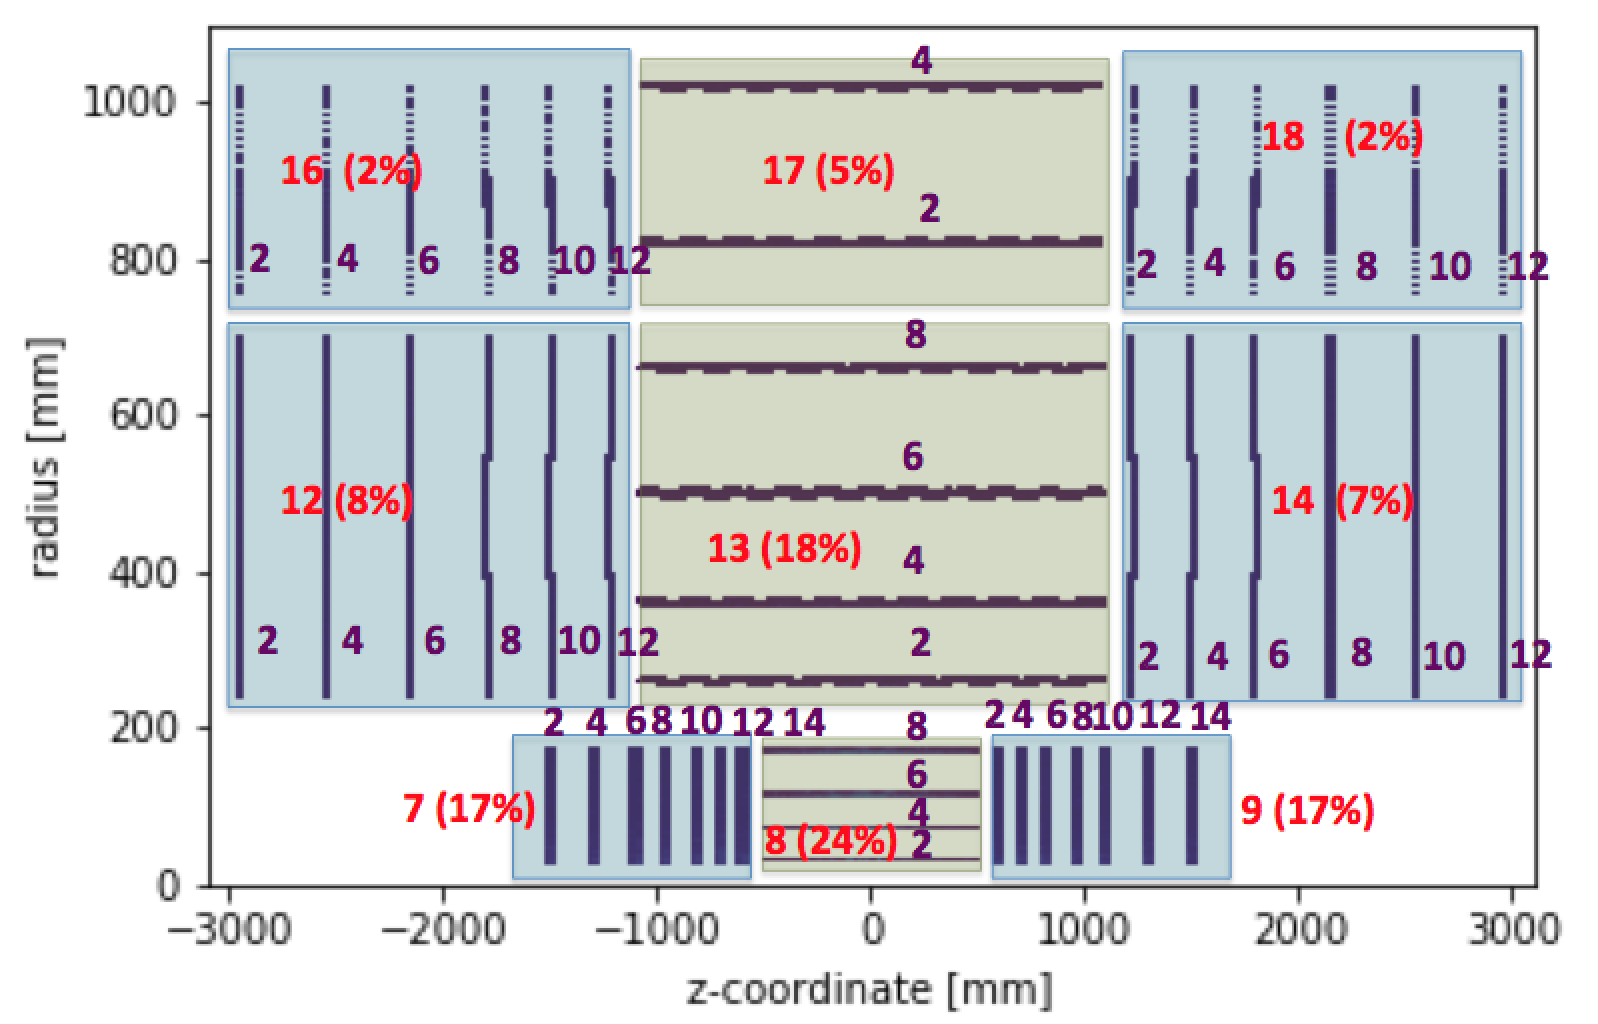 4
1000
16 (2%)
17 (5%)
18 (2%)
2
800
2 4 6 8 10 12
2 4 6 8 10 12
8
600
6
12 (8%)
14 (7%)
13 (18%)
4
400
2 4 6 8 10 12
2
2 4 6 8 10 12
200
2 4 6 8 10 12 14
8
2 4 6 8 10 12 14
6
7 (17%)
4
9 (17%)
8 (24%)
2
0
−3000 −2000 −1000 0 1000 2000 3000
z-coordinate [mm]
radius [mm]